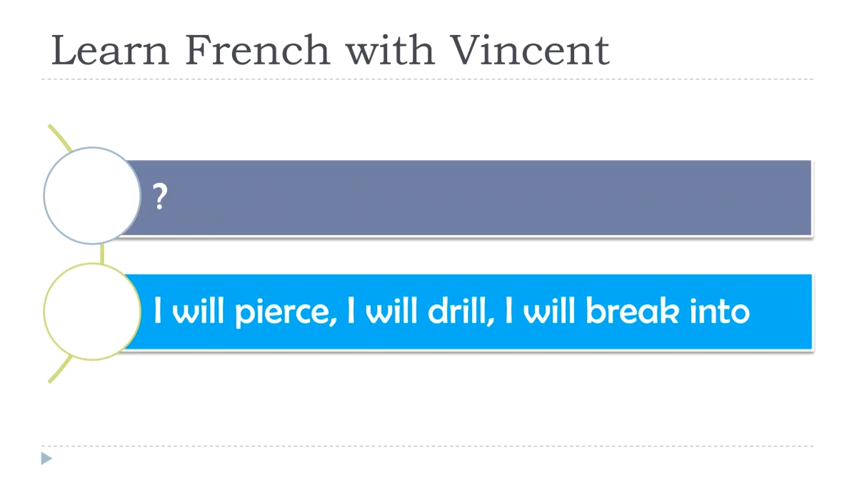 Learn French with Vincent
?
I will pierce, I will drill, I will break into